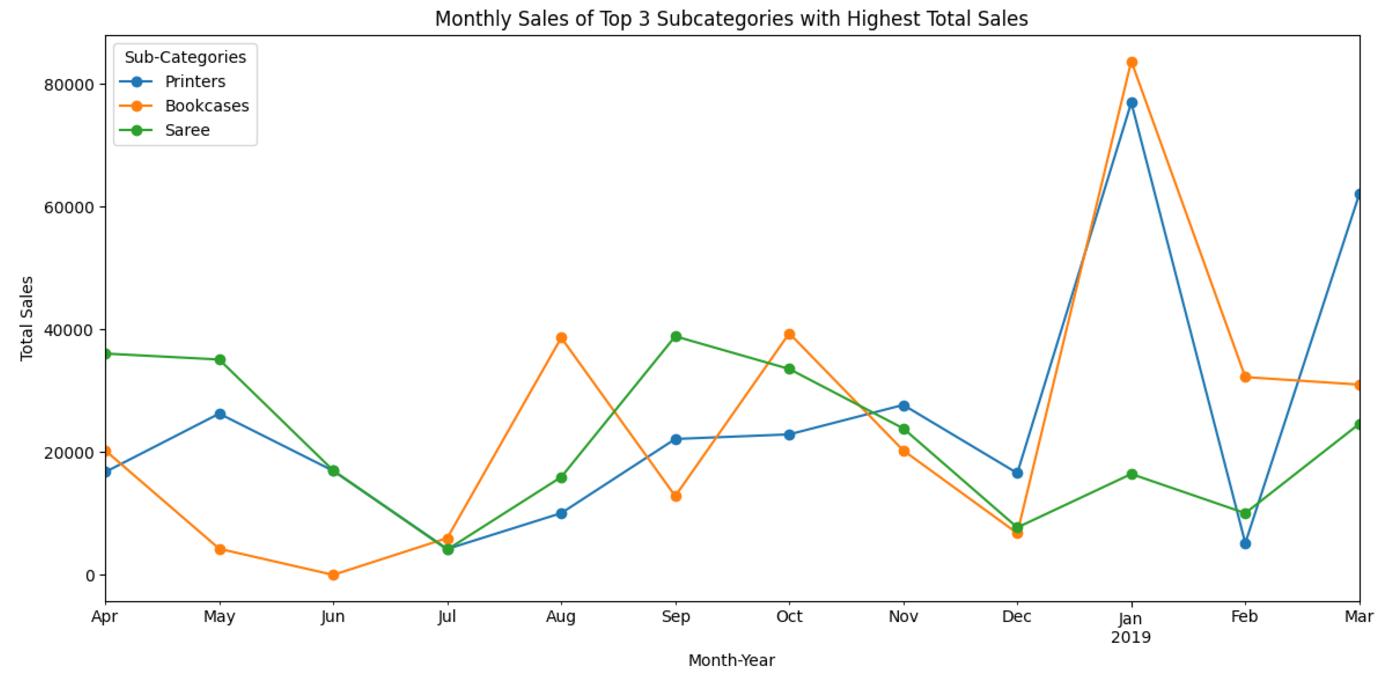 Monthly Sales of Top 3 Subcategories with Highest Total Sales
Sub-Categories
Printers
Bookcases
Saree
Total Sales
80000
60000
40000
20000
0
Apr May Jun Jul Aug Sep Oct Nov Dec Jan Feb Mar
2019
Month-Year